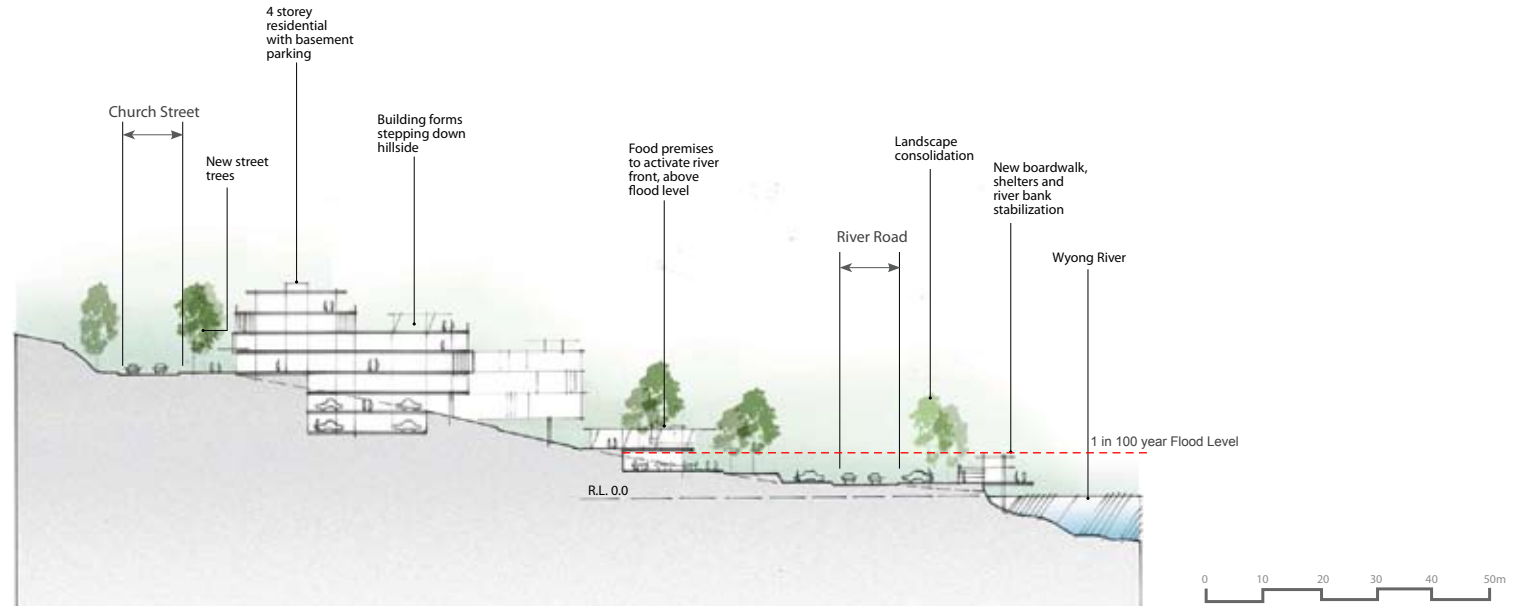 4 storey
residential
with basement
parking
Church Street
New street
trees
Building forms
stepping down
hillside
Food premises
to activate river
front, above
flood level
River Road
Landscape
consolidation
New boardwalk,
shelters and
river bank
stabilization
Wyong River
1 in 100 year Flood Level
R.L. 0.0
0 10 20 30 40 50m